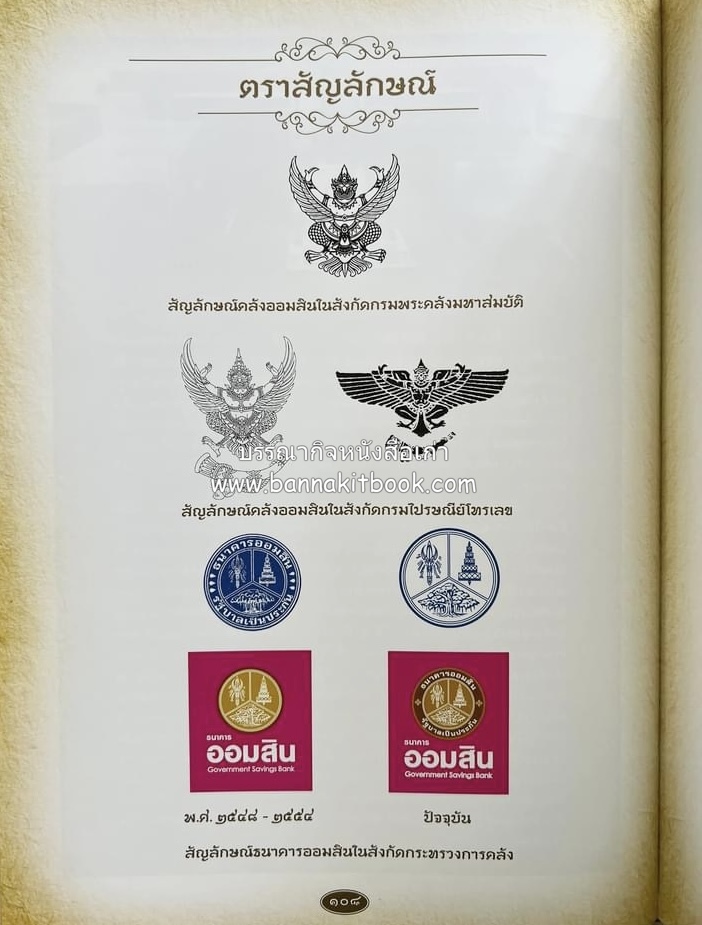 ตราสัญลักษณ์
สัญลักษณ์คลังออมสินในสังกัดกรมพระคลังมหาสมบัติ
บรรณากิจหนังสือเก่า
www.bannakitbook.com
สัญลักษณ์คลังออมสินในสังกัดกรมไปรษณีย์โทรเลข
ธนาคารออมสิน
รัฐบาลเป็นประกัน
ธนาคาร
ออมสิน
Government Savings Bank
ธนาคารออมสิน
รัฐบาลเป็นประกัน
ธนาคาร
ออมสิน
Government Savings Bank
พ.ศ. ๒๕๔๘ - ๒๕๕๔
ปัจจุบัน
สัญลักษณ์ธนาคารออมสินในสังกัดกระทรวงการคลัง
๑๐๘